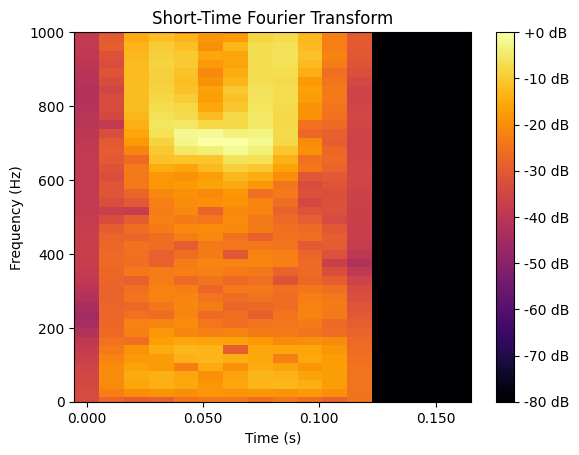 Short-Time Fourier Transform
Frequency (Hz)
1000
800
600
400
200
0
0.000
0.050
0.100
0.150
Time (s)
+0 dB
-10 dB
-20 dB
-30 dB
-40 dB
-50 dB
-60 dB
-70 dB
-80 dB